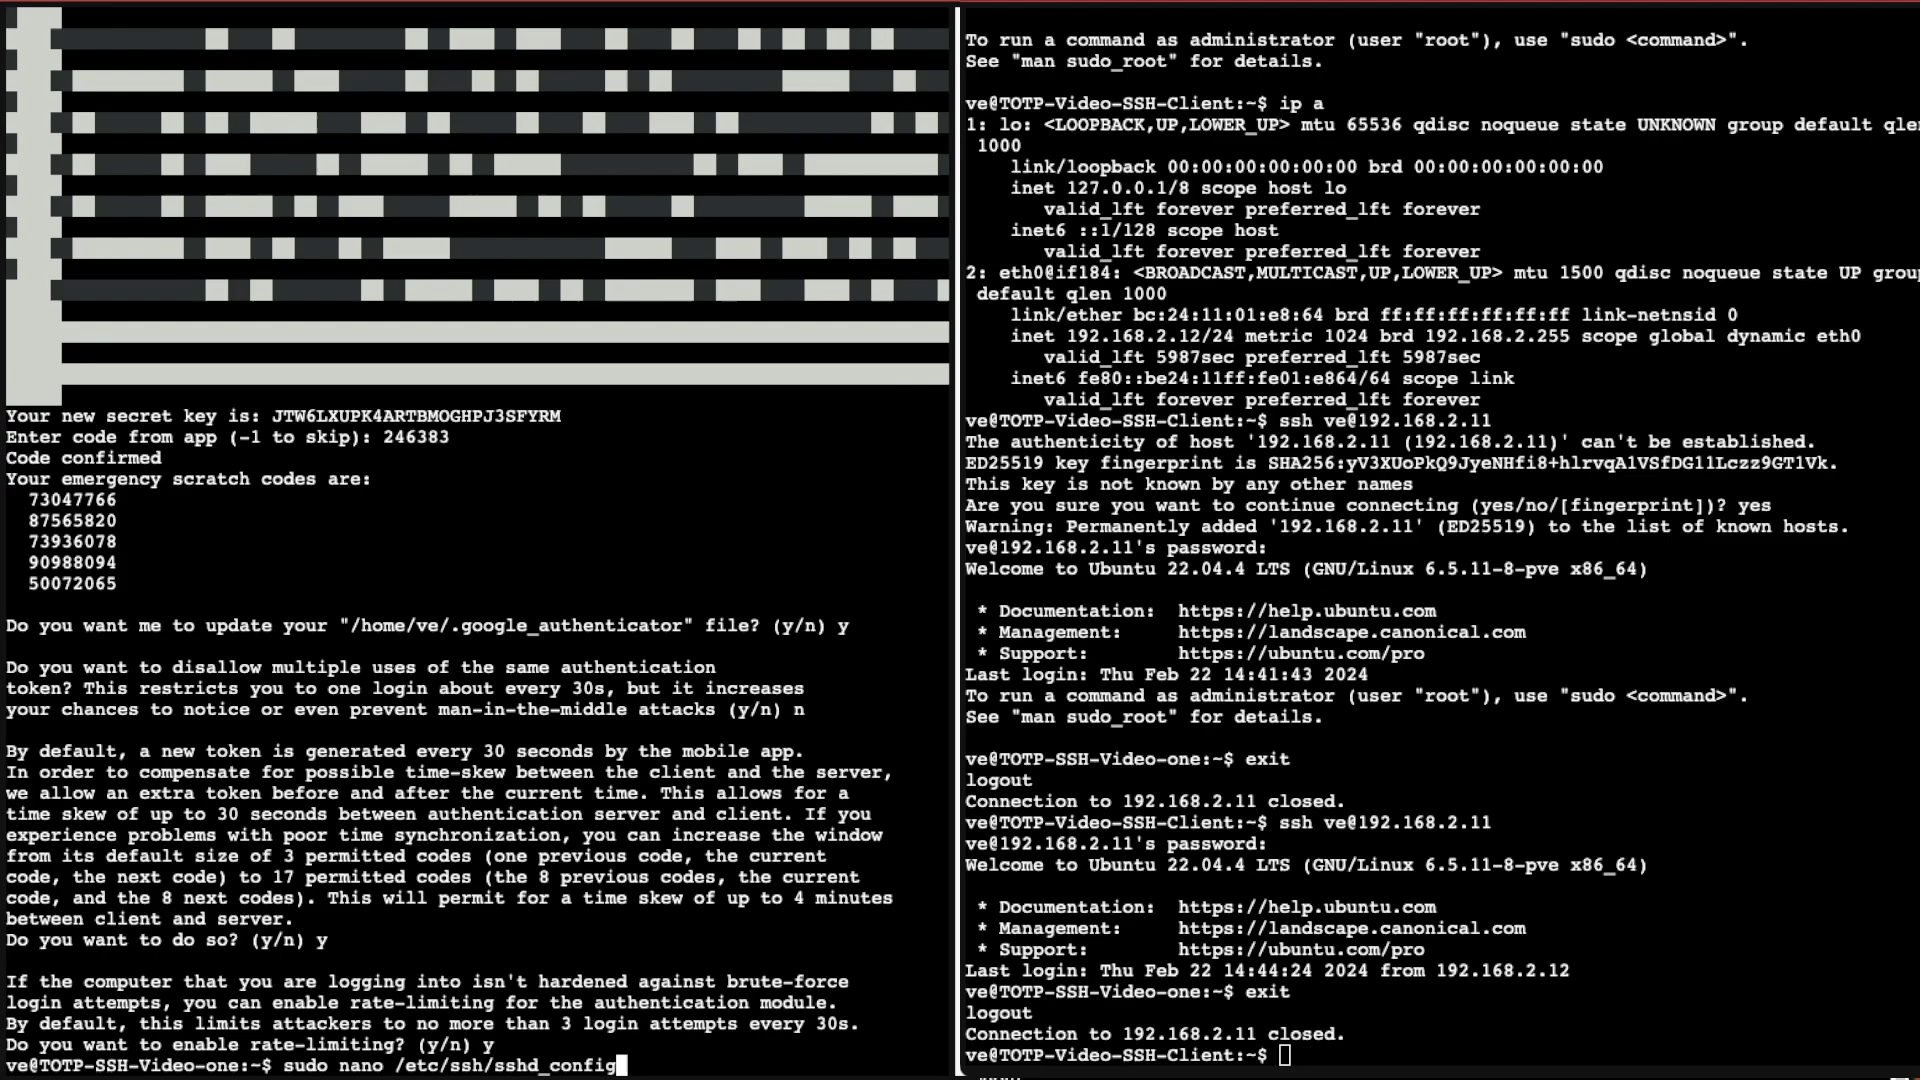 Your new secret key is: JTW6LXUPK4ARTBMOGHPJ3SFYRM
Enter code from app (-1 to skip): 246383
Code confirmed
Your emergency scratch codes are:
73047766
87565820
73936078
90988094
50072065
Do you want me to update your "/home/ve/.google_authenticator" file? (y/n) y
Do you want to disallow multiple uses of the same authentication
token? This restricts you to one login about every 30s, but it increases
your chances to notice or even prevent man-in-the-middle attacks (y/n) n
By default, a new token is generated every 30 seconds by the mobile app.
In order to compensate for possible time-skew between the client and the server,
we allow an extra token before and after the current time. This allows for a
time skew of up to 30 seconds between authentication server and client. If you
experience problems with poor time synchronization, you can increase the window
from its default size of 3 permitted codes (one previous code, the current
code, the next code) to 17 permitted codes (the 8 previous codes, the current
code, and the 8 next codes). This will permit for a time skew of up to 4 minutes
between client and server.
Do you want to do so? (y/n) y
If the computer that you are logging into isn't hardened against brute-force
login attempts, you can enable rate-limiting for the authentication module.
By default, this limits attackers to no more than 3 login attempts every 30s.
Do you want to enable rate-limiting? (y/n) y
ve@TOTP-SSH-Video-one:~$ sudo nano /etc/ssh/sshd_config
To run a command as administrator (user "root"), use "sudo <command>".
See "man sudo_root" for details.
ve@TOTP-Video-SSH-Client:~$ ip a
1: lo: <LOOPBACK,UP,LOWER_UP> mtu 65536 qdisc noqueue state UNKNOWN group default qlen
1000
link/loopback 00:00:00:00:00:00 brd 00:00:00:00:00:00
inet 127.0.0.1/8 scope host lo
valid_lft forever preferred_lft forever
inet6 ::1/128 scope host
valid_lft forever preferred_lft forever
2: eth0@if184: <BROADCAST,MULTICAST,UP,LOWER_UP> mtu 1500 qdisc noqueue state UP group
default qlen 1000
link/ether bc:24:11:01:e8:64 brd ff:ff:ff:ff:ff:ff link-netnsid 0
inet 192.168.2.12/24 metric 1024 brd 192.168.2.255 scope global dynamic eth0
valid_lft 5987sec preferred_lft 5987sec
inet6 fe80::be24:11ff:fe01:e864/64 scope link
valid_lft forever preferred_lft forever
ve@TOTP-Video-SSH-Client:~$ ssh ve@192.168.2.11
The authenticity of host '192.168.2.11 (192.168.2.11)' can't be established.
ED25519 key fingerprint is SHA256:yV3XUoPkQ9JyeNHfi8+hlrvqA1VSfDG11Lczz9GT1Vk.
This key is not known by any other names
Are you sure you want to continue connecting (yes/no/[fingerprint])? yes
Warning: Permanently added '192.168.2.11' (ED25519) to the list of known hosts.
ve@192.168.2.11's password:
Welcome to Ubuntu 22.04.4 LTS (GNU/Linux 6.5.11-8-pve x86_64)
* Documentation: https://help.ubuntu.com
* Management: https://landscape.canonical.com
* Support: https://ubuntu.com/pro
Last login: Thu Feb 22 14:41:43 2024
To run a command as administrator (user "root"), use "sudo <command>".
See "man sudo_root" for details.
ve@TOTP-SSH-Video-one:~$ exit
logout
Connection to 192.168.2.11 closed.
ve@TOTP-Video-SSH-Client:~$ ssh ve@192.168.2.11
ve@192.168.2.11's password:
Welcome to Ubuntu 22.04.4 LTS (GNU/Linux 6.5.11-8-pve x86_64)
* Documentation: https://help.ubuntu.com
* Management: https://landscape.canonical.com
* Support: https://ubuntu.com/pro
Last login: Thu Feb 22 14:44:24 2024 from 192.168.2.12
ve@TOTP-SSH-Video-one:~$ exit
logout
Connection to 192.168.2.11 closed.
ve@TOTP-Video-SSH-Client:~$